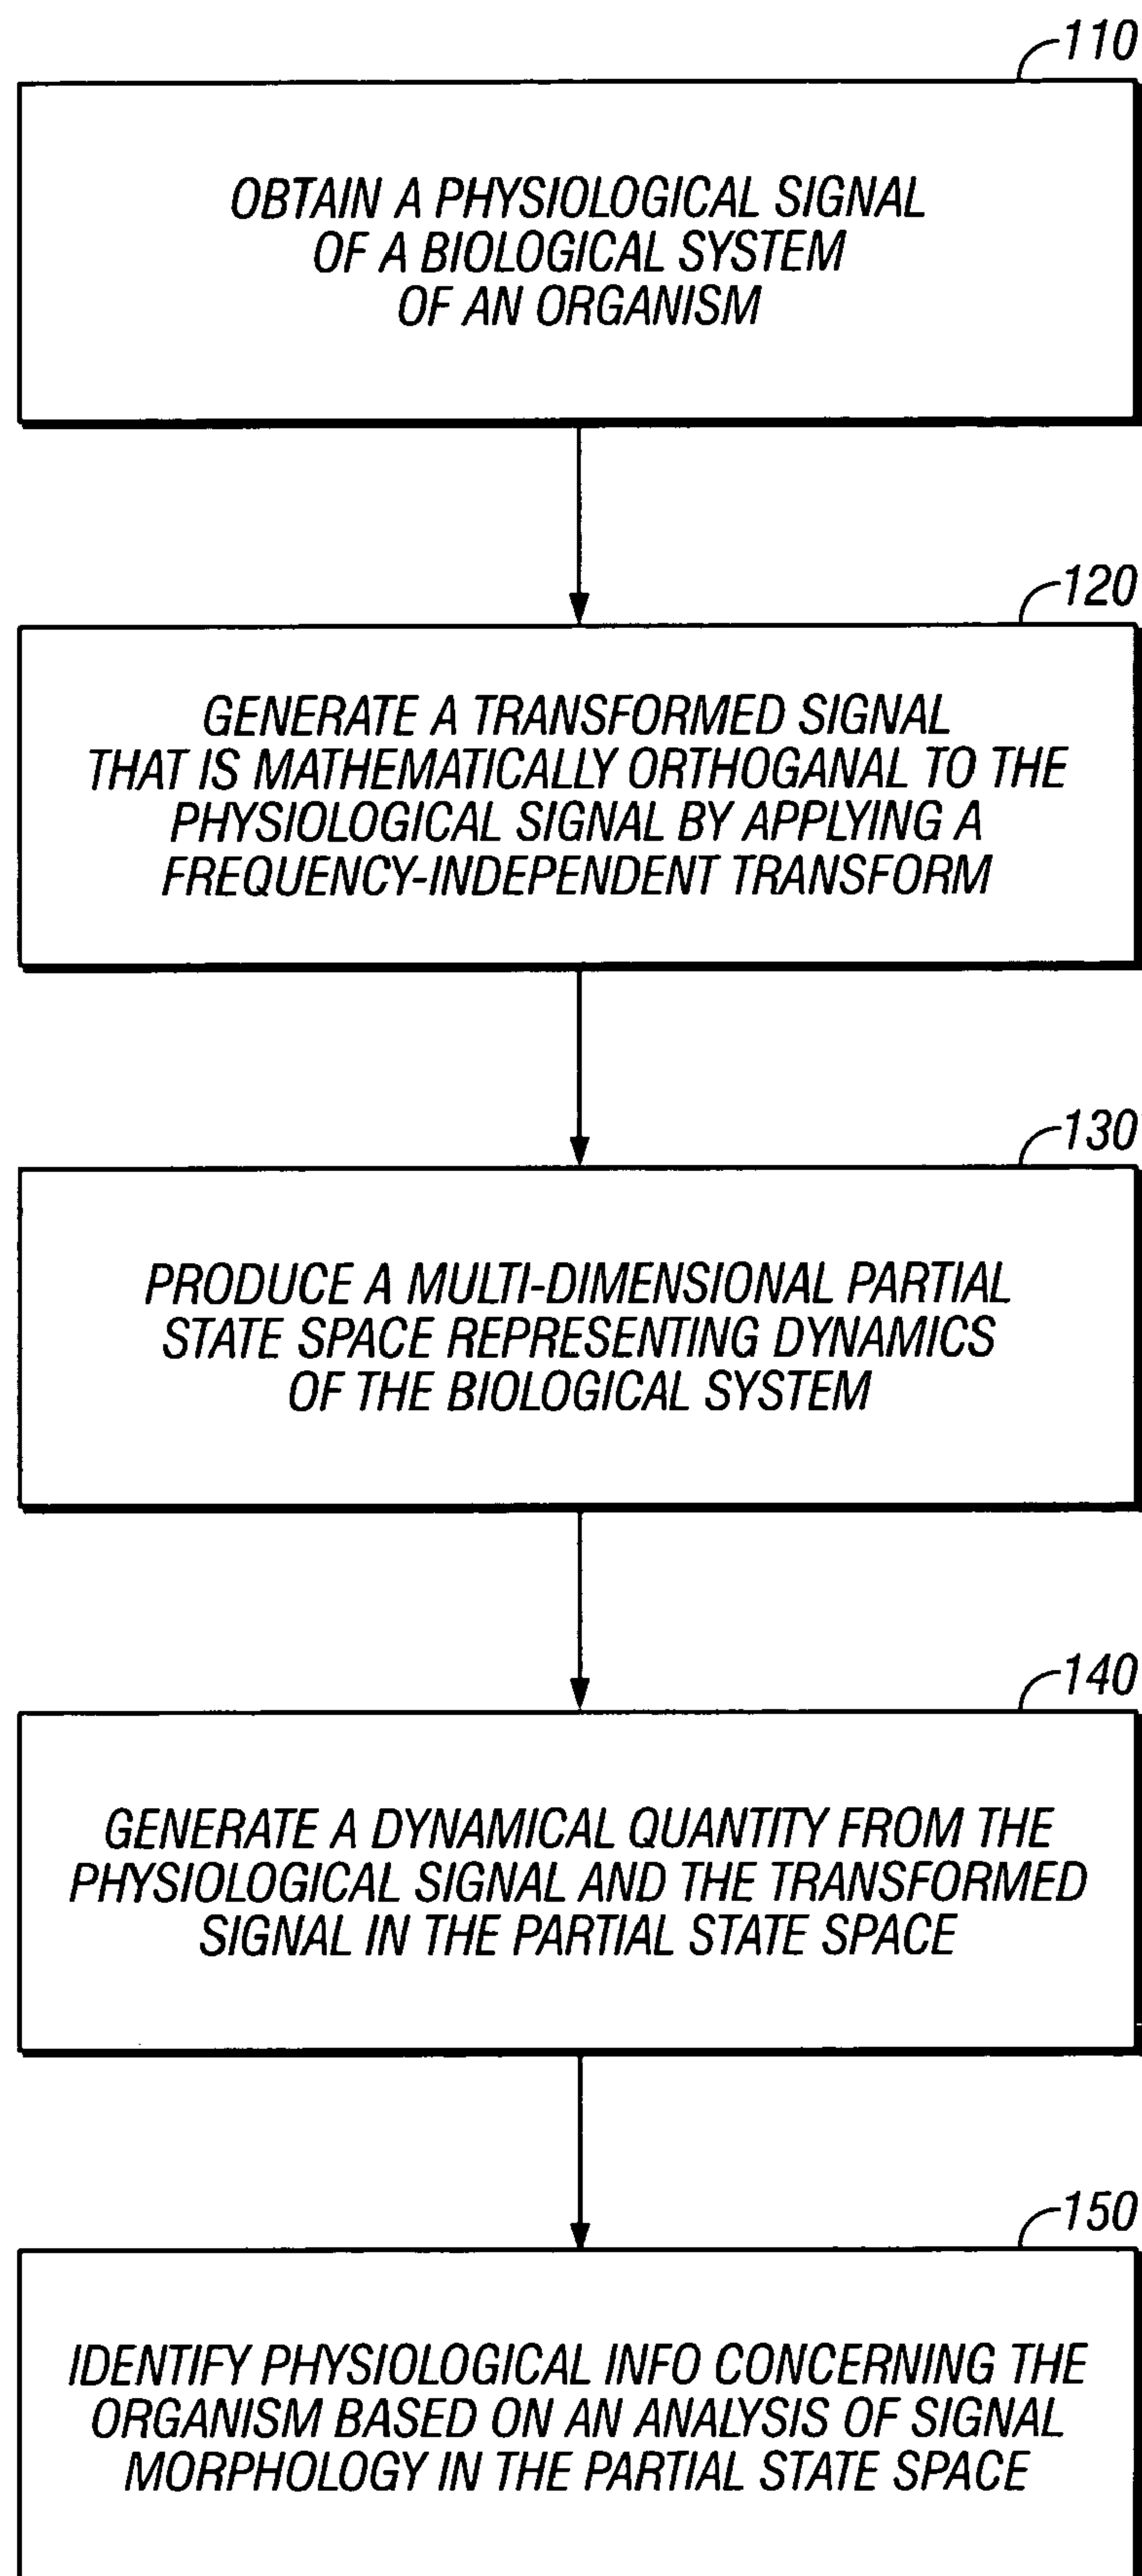 110
OBTAIN A PHYSIOLOGICAL SIGNAL
OF A BIOLOGICAL SYSTEM
OF AN ORGANISM
120
GENERATE A TRANSFORMED SIGNAL
THAT IS MATHEMATICALLY ORTHOGANAL TO THE
PHYSIOLOGICAL SIGNAL BY APPLYING A
FREQUENCY-INDEPENDENT TRANSFORM
130
PRODUCE A MULTI-DIMENSIONAL PARTIAL
STATE SPACE REPRESENTING DYNAMICS
OF THE BIOLOGICAL SYSTEM
140
GENERATE A DYNAMICAL QUANTITY FROM THE
PHYSIOLOGICAL SIGNAL AND THE TRANSFORMED
SIGNAL IN THE PARTIAL STATE SPACE
150
IDENTIFY PHYSIOLOGICAL INFO CONCERNING THE
ORGANISM BASED ON AN ANALYSIS OF SIGNAL
MORPHOLOGY IN THE PARTIAL STATE SPACE